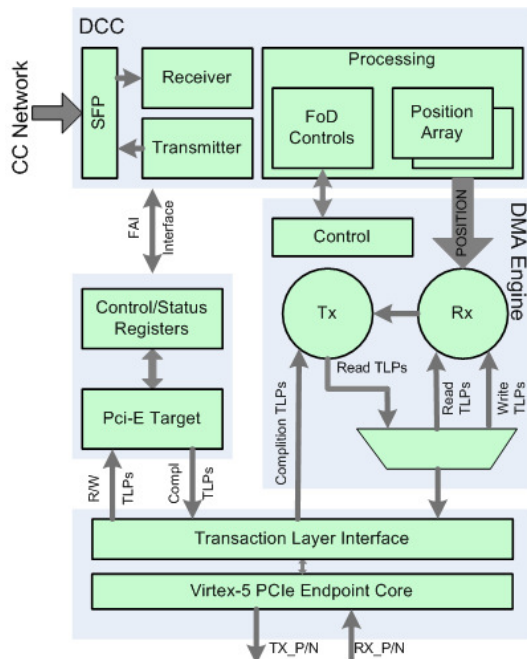 DCC
CC Network
SFP
Receiver
Transmitter
Processing
FoD
Controls
Position
Array
FAI
Interface
POSITION
DMA Engine
Control
Tx
Rx
Control/Status
Registers
Pci-E Target
Read TLPs
Complition TLPs
Read
TLPs
Write
TLPs
R/W
TLPs
Compl
TLPs
Transaction Layer Interface
Virtex-5 PCIe Endpoint Core
TX_P/N
RX_P/N